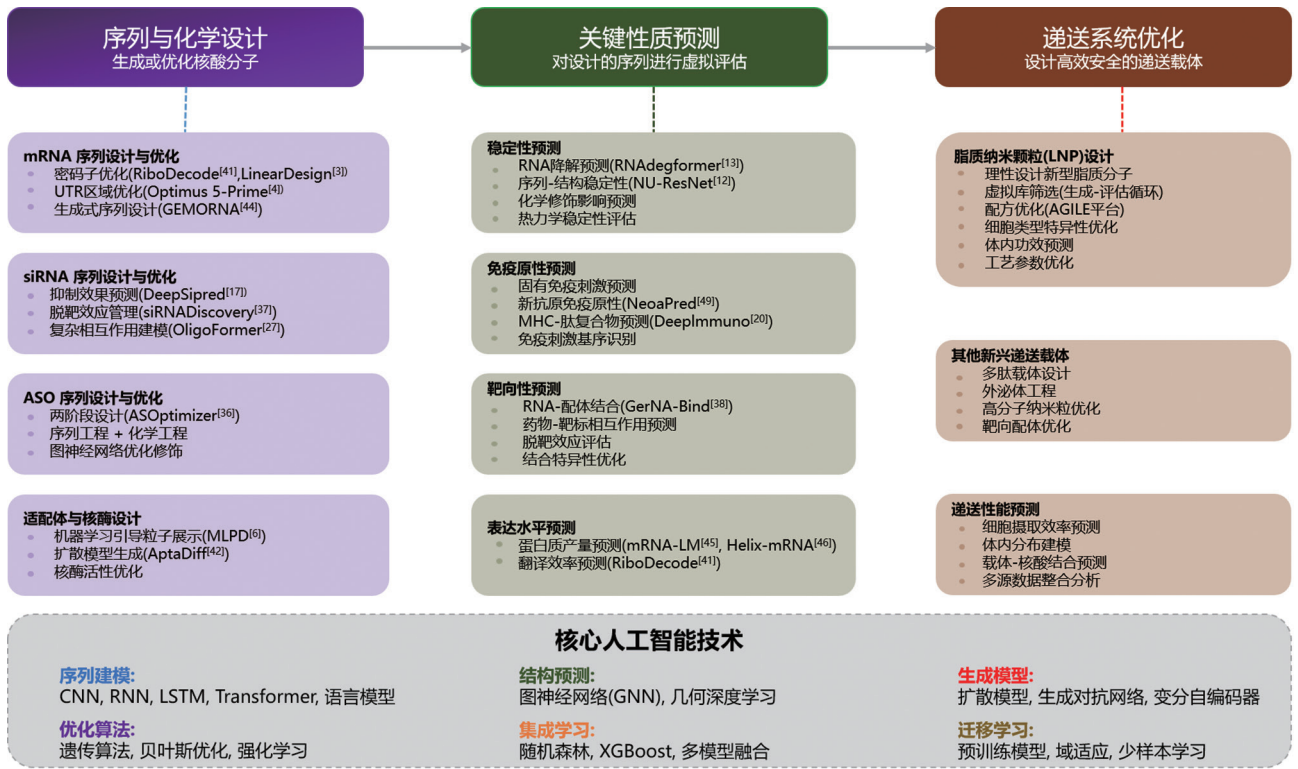 序列与化学设计
生成或优化核酸分子
关键性质预测
对设计的序列进行虚拟评估
递送系统优化
设计高效安全的递送载体
mRNA 序列设计与优化
密码子优化(RiboDecode[41],LinearDesign[3])
UTR区域优化(Optimus 5-Prime[4])
生成式序列设计(GEMORNA[44])
siRNA 序列设计与优化
抑制效果预测(DeepSipred[17])
脱靶效应管理(siRNADiscovery[37])
复杂相互作用建模(OligoFormer[27])
ASO 序列设计与优化
两阶段设计(ASOptimizer[36])
序列工程 + 化学工程
图神经网络优化修饰
适配体与核酶设计
机器学习引导粒子展示(MLPD[6])
扩散模型生成(AptaDiff[42])
核酶活性优化
稳定性预测
RNA降解预测(RNAdegformer[13])
序列-结构稳定性(NU-ResNet[12])
化学修饰影响预测
热力学稳定性评估
免疫原性预测
固有免疫刺激预测
新抗原免疫原性(NeoaPred[49])
MHC-肽复合物预测(DeepImmuno[20])
免疫刺激基序识别
靶向性预测
RNA-配体结合(GerNA-Bind[38])
药物-靶标相互作用预测
脱靶效应评估
结合特异性优化
表达水平预测
蛋白质产量预测(mRNA-LM[45], Helix-mRNA[46])
翻译效率预测(RiboDecode[41])
脂质纳米颗粒(LNP)设计
理性设计新型脂质分子
虚拟库筛选(生成-评估循环)
配方优化(AGILE平台)
细胞类型特异性优化
体内功效预测
工艺参数优化
其他新兴递送载体
多肽载体设计
外泌体工程
高分子纳米粒优化
靶向配体优化
递送性能预测
细胞摄取效率预测
体内分布建模
载体-核酸结合预测
多源数据整合分析
核心人工智能技术
序列建模:
CNN, RNN, LSTM, Transformer, 语言模型
结构预测:
图神经网络(GNN), 几何深度学习
生成模型:
扩散模型, 生成对抗网络, 变分自编码器
优化算法:
遗传算法, 贝叶斯优化, 强化学习
集成学习:
随机森林, XGBoost, 多模型融合
迁移学习:
预训练模型, 域适应, 少样本学习